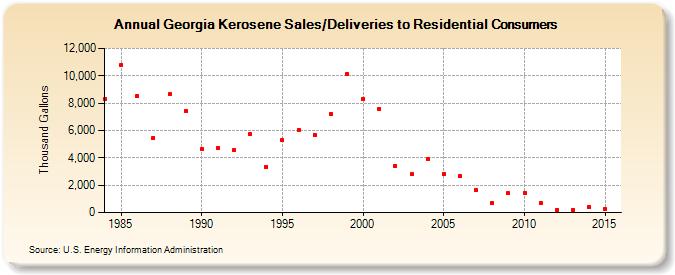 Annual Georgia Kerosene Sales/Deliveries to Residential Consumers
Thousand Gallons
12,000
10,000
8,000
6,000
4,000
2,000
0
1985 1990 1995 2000 2005 2010 2015
Source: U.S. Energy Information Administration